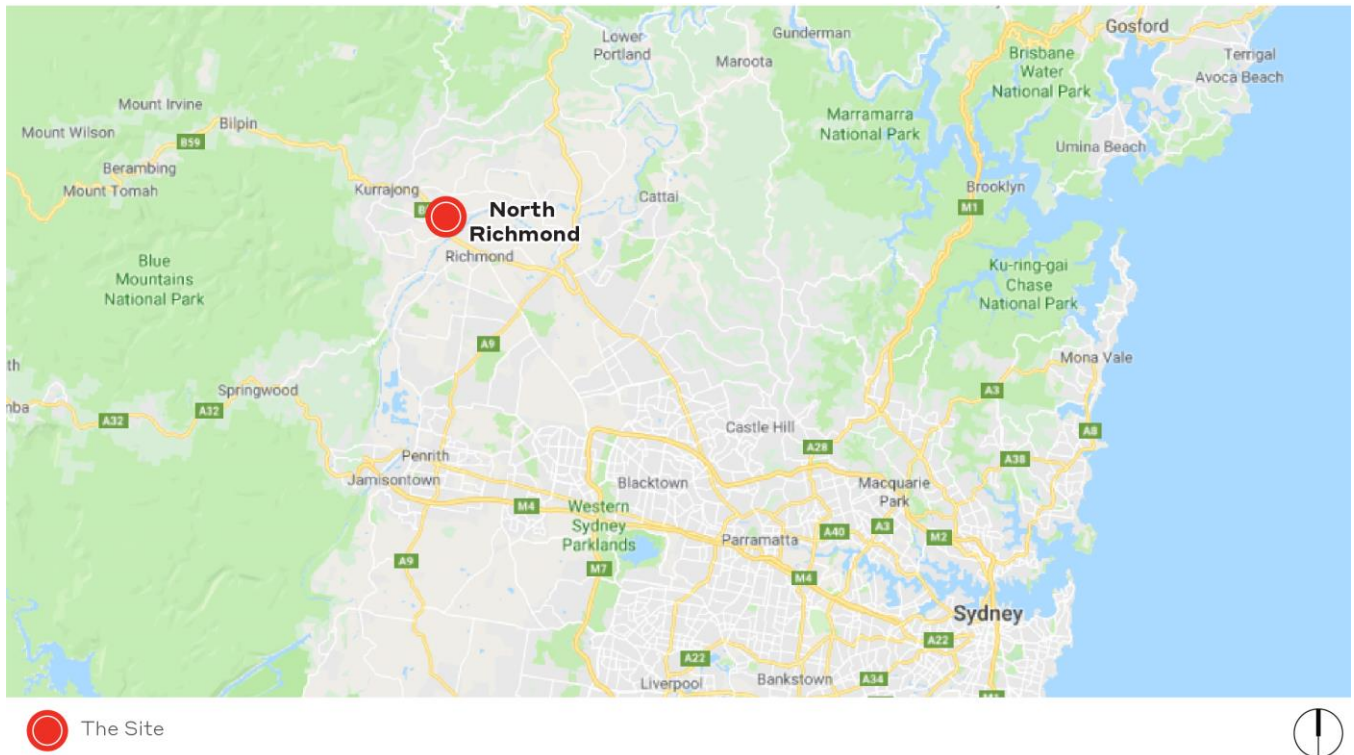 Gosford
Lower
Portland
Gunderman
Maroota
Brisbane
Water
National Park
Terrigal
Avoca Beach
Mount Irvine
Mount Wilson
Bilpin
B59
Berambing
Mount Tomah
Marramarra
National Park
Umina Beach
Kurrajong
Cattai
Brooklyn
M1
North
Richmond
Richmond
Blue
Mountains
National Park
Ku-ring-gai
Chase
National Park
A9
Mona Vale
th
Springwood
A3
mba
A32
A32
Castle Hill
A28
A8
A38
Penrith
Jamisontown
Blacktown
Macquarie
Park
M4
Western
Sydney
Parklands
Parramatta
A40
A3
M2
A9
M7
M4
Sydney
A22
A22
Liverpool
Bankstown
A34
The Site